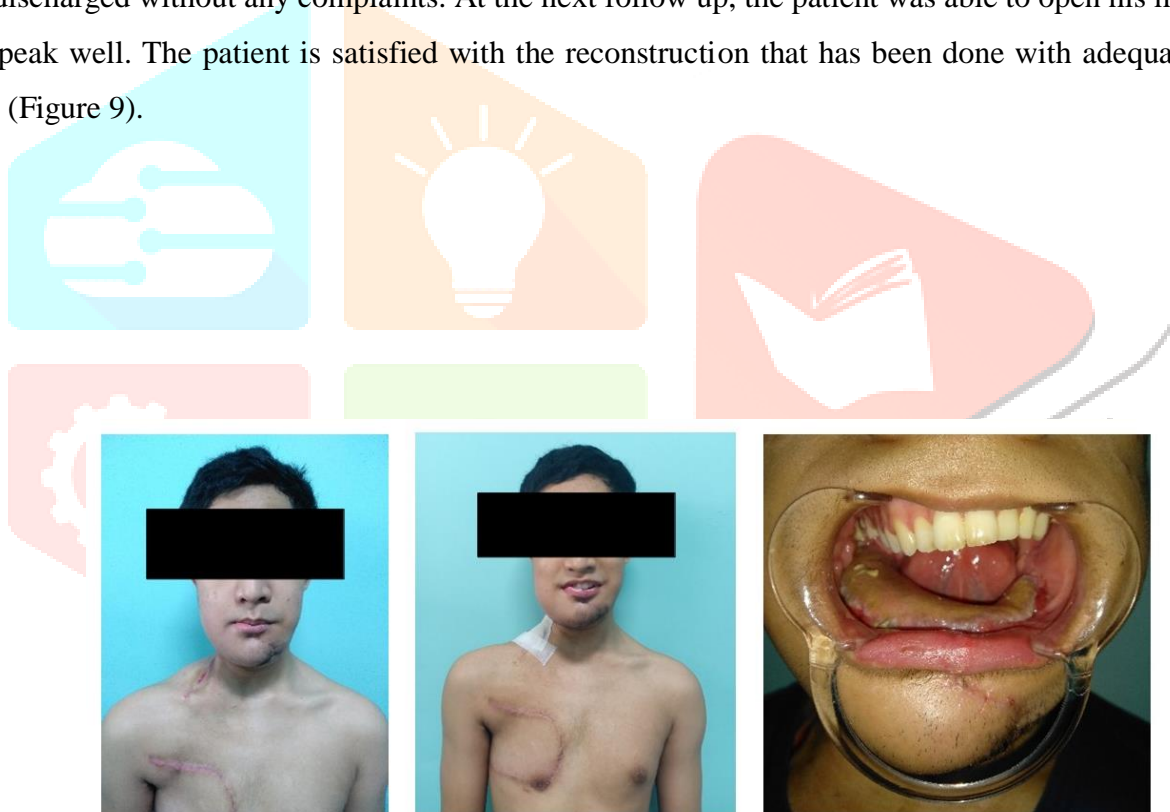 discharged without any complaints. At the next follow up, the patient was able to open his
peak well. The patient is satisfied with the reconstruction that has been done with
(Figure 9).